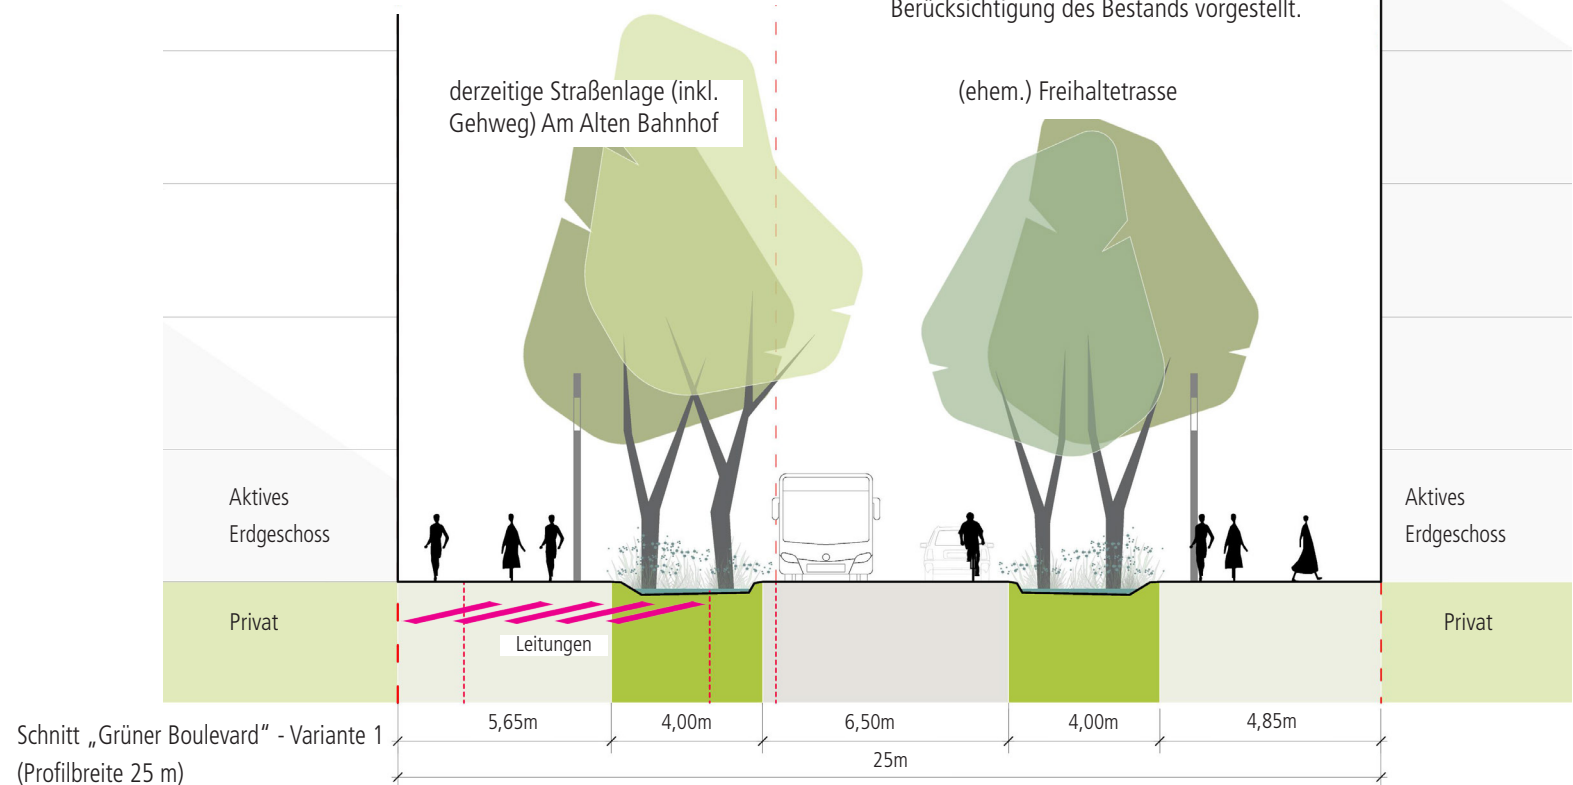 Berücksichtigung des Bestands vorgestellt.
derzeitige Straßenlage (inkl.
Gehweg) Am Alten Bahnhof
(ehem.) Freihaltetrasse
Aktives
Erdgeschoss
Aktives
Erdgeschoss
Privat
Leitungen
Privat
5,65m
4,00m
6,50m
4,00m
4,85m
25m
Schnitt „Grüner Boulevard“ - Variante 1
(Profilbreite 25 m)